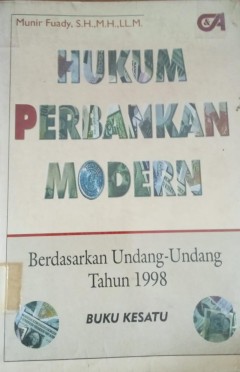 Munir Fuady, S.H.,M.H.,LL.M.
HUKUM
PERBANKAN
MODERN
Berdasarkan Undang-Undang
Tahun 1998
BUKU KESATU